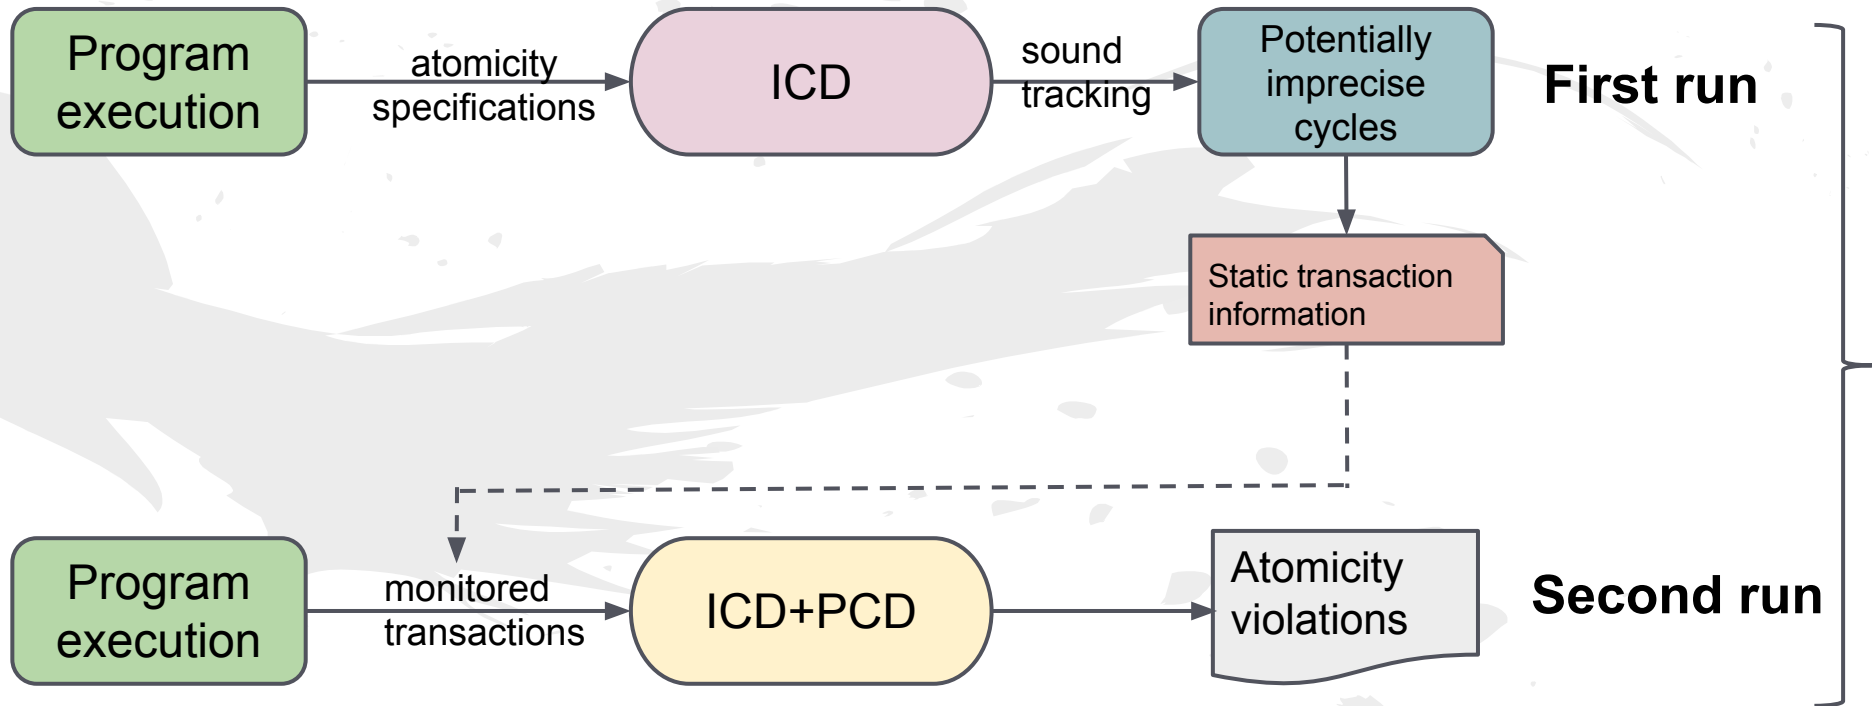 Program
execution
atomicity
specifications
ICD
sound
tracking
Potentially
imprecise
cycles
First run
Static transaction
information
Program
execution
monitored
transactions
ICD+PCD
Atomicity
violations
Second run